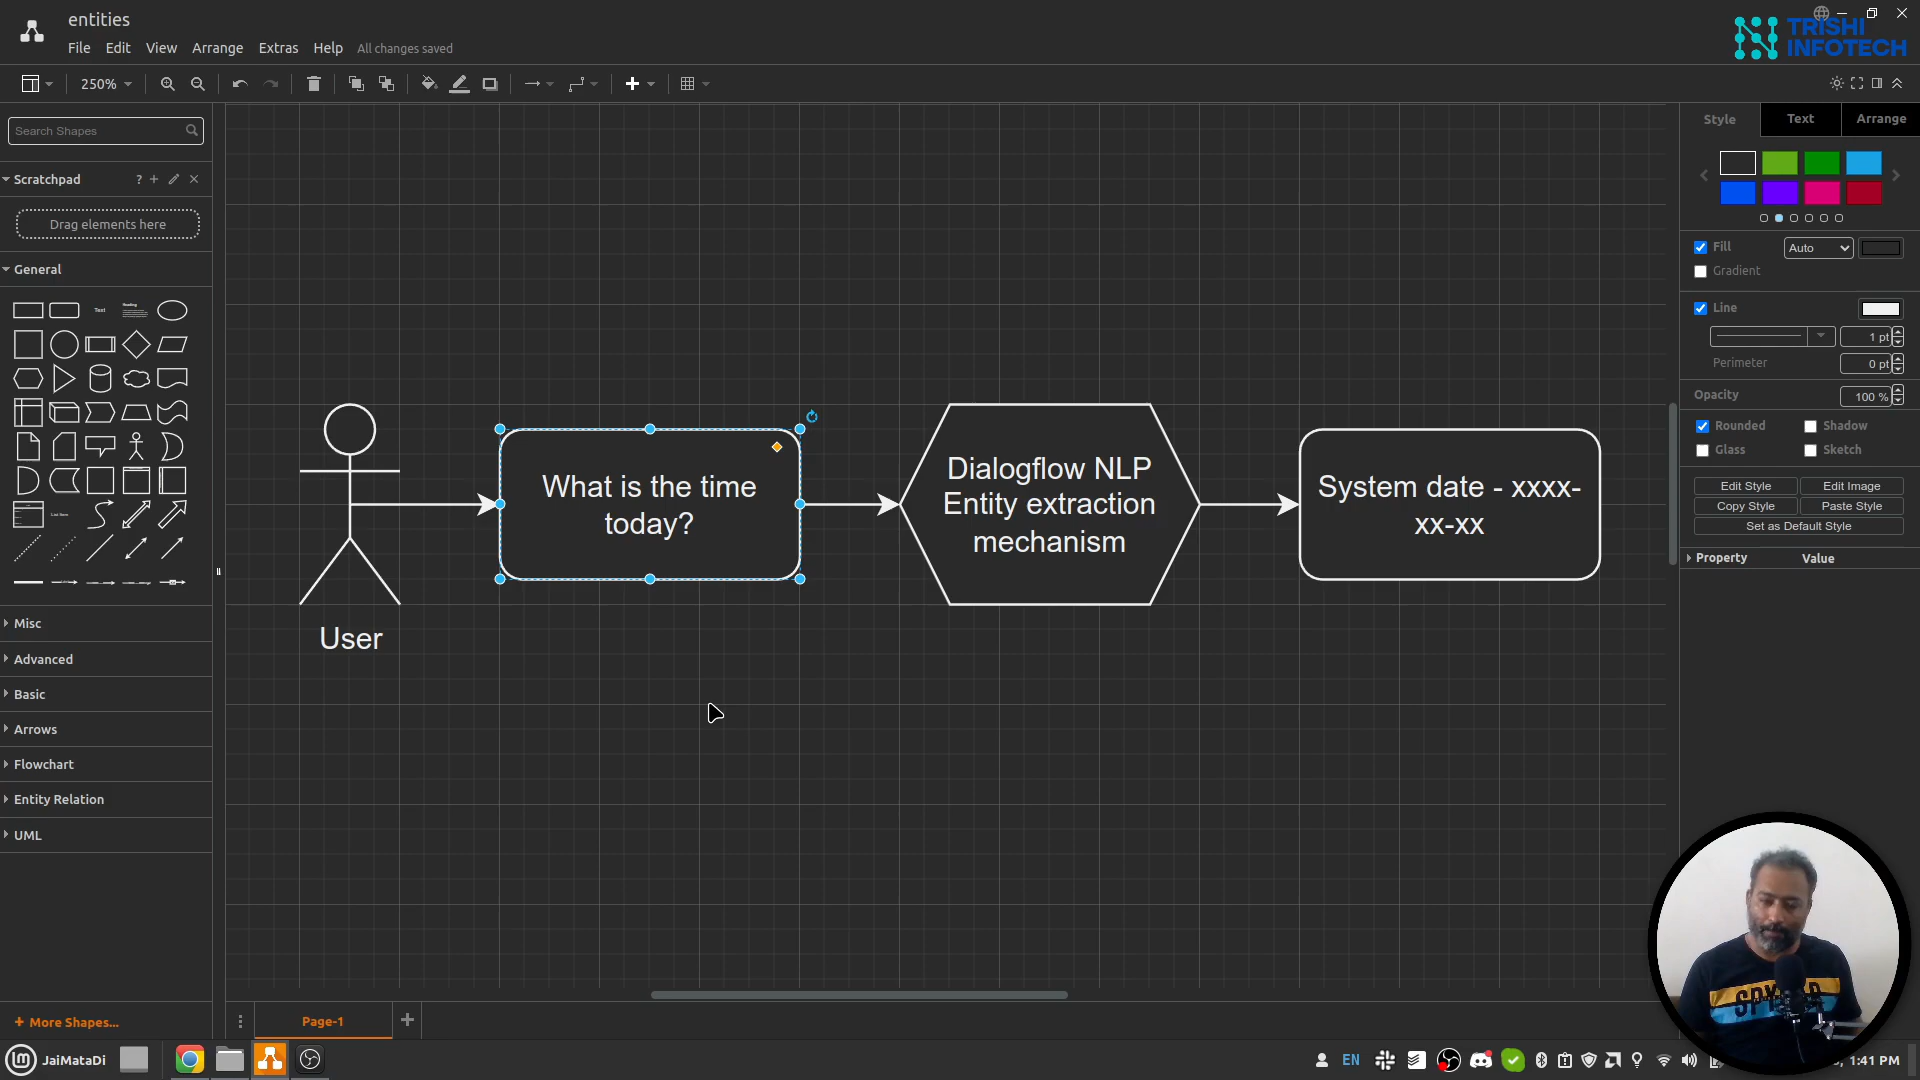 entities
TRISHI
INFOTECH
File Edit View Arrange Extras Help All changes saved
250%
Search Shapes
Style Text Arrange
Scratchpad ?
Drag elements here
General
Text
Heading
List Item
Misc
Advanced
Basic
Arrows
Flowchart
Entity Relation
UML
+ More Shapes...
User
What is the time
today?
Dialogflow NLP
Entity extraction
mechanism
System date - xxxx-
xx-xx
Fill Auto
Gradient
Line
1 pt
Perimeter 0 pt
Opacity 100 %
Rounded Shadow
Glass Sketch
Edit Style Edit Image
Copy Style Paste Style
Set as Default Style
Property Value
Page-1
JaiMataDi
EN
1:41 PM